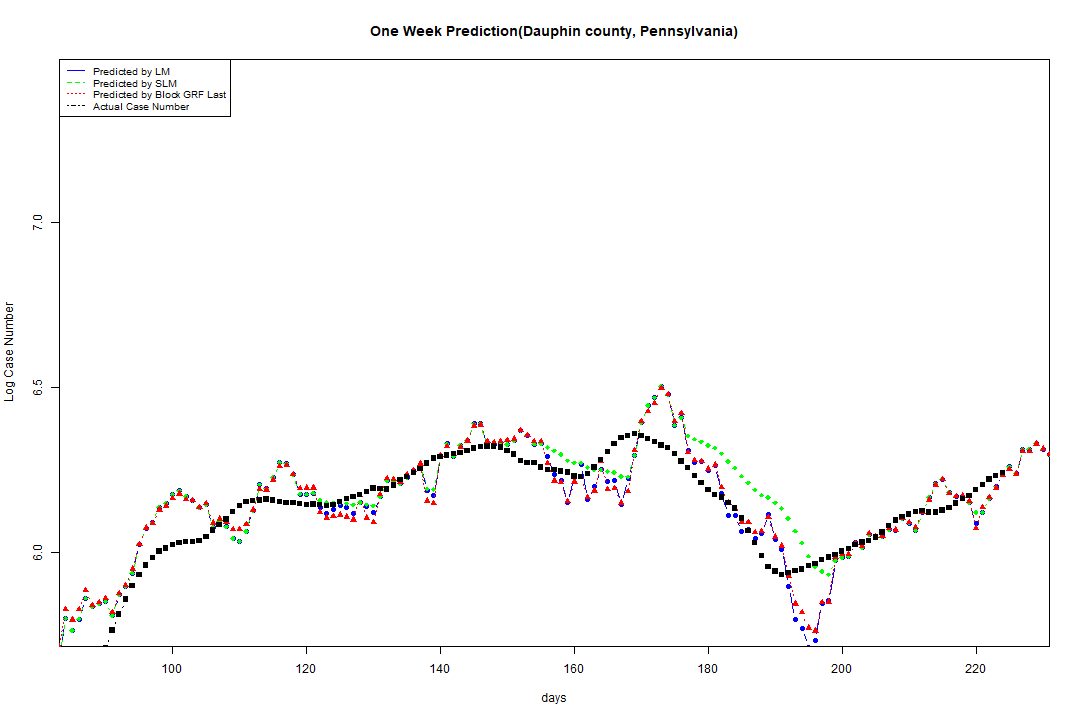 One Week Prediction(Dauphin county, Pennsylvania)
Predicted by LM
Predicted by SLM
Predicted by Block GRF Last
Actual Case Number
Log Case Number
7.0
6.5
6.0
100 120 140 160 180 200 220
days